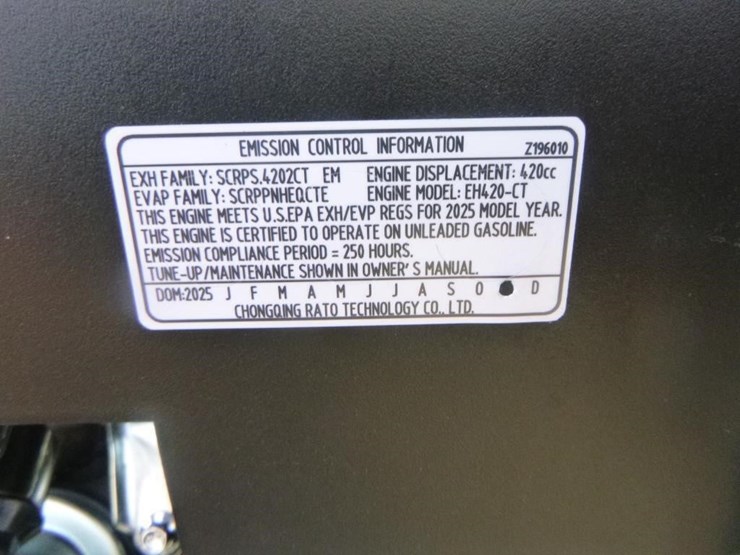 EMISSION CONTROL INFORMATION Z196010
EXH FAMILY: SCRPS.4202CT EM ENGINE DISPLACEMENT: 420cc
EVAP FAMILY: SCRPPNHEQCTE ENGINE MODEL: EH420-CT
THIS ENGINE MEETS U.S.EPA EXH/EVP REGS FOR 2025 MODEL YEAR.
THIS ENGINE IS CERTIFIED TO OPERATE ON UNLEADED GASOLINE.
EMISSION COMPLIANCE PERIOD = 250 HOURS.
TUNE-UP/MAINTENANCE SHOWN IN OWNER'S MANUAL.
DOM:2025 J F M A M J J A S O D
CHONGQING RATO TECHNOLOGY CO., LTD.